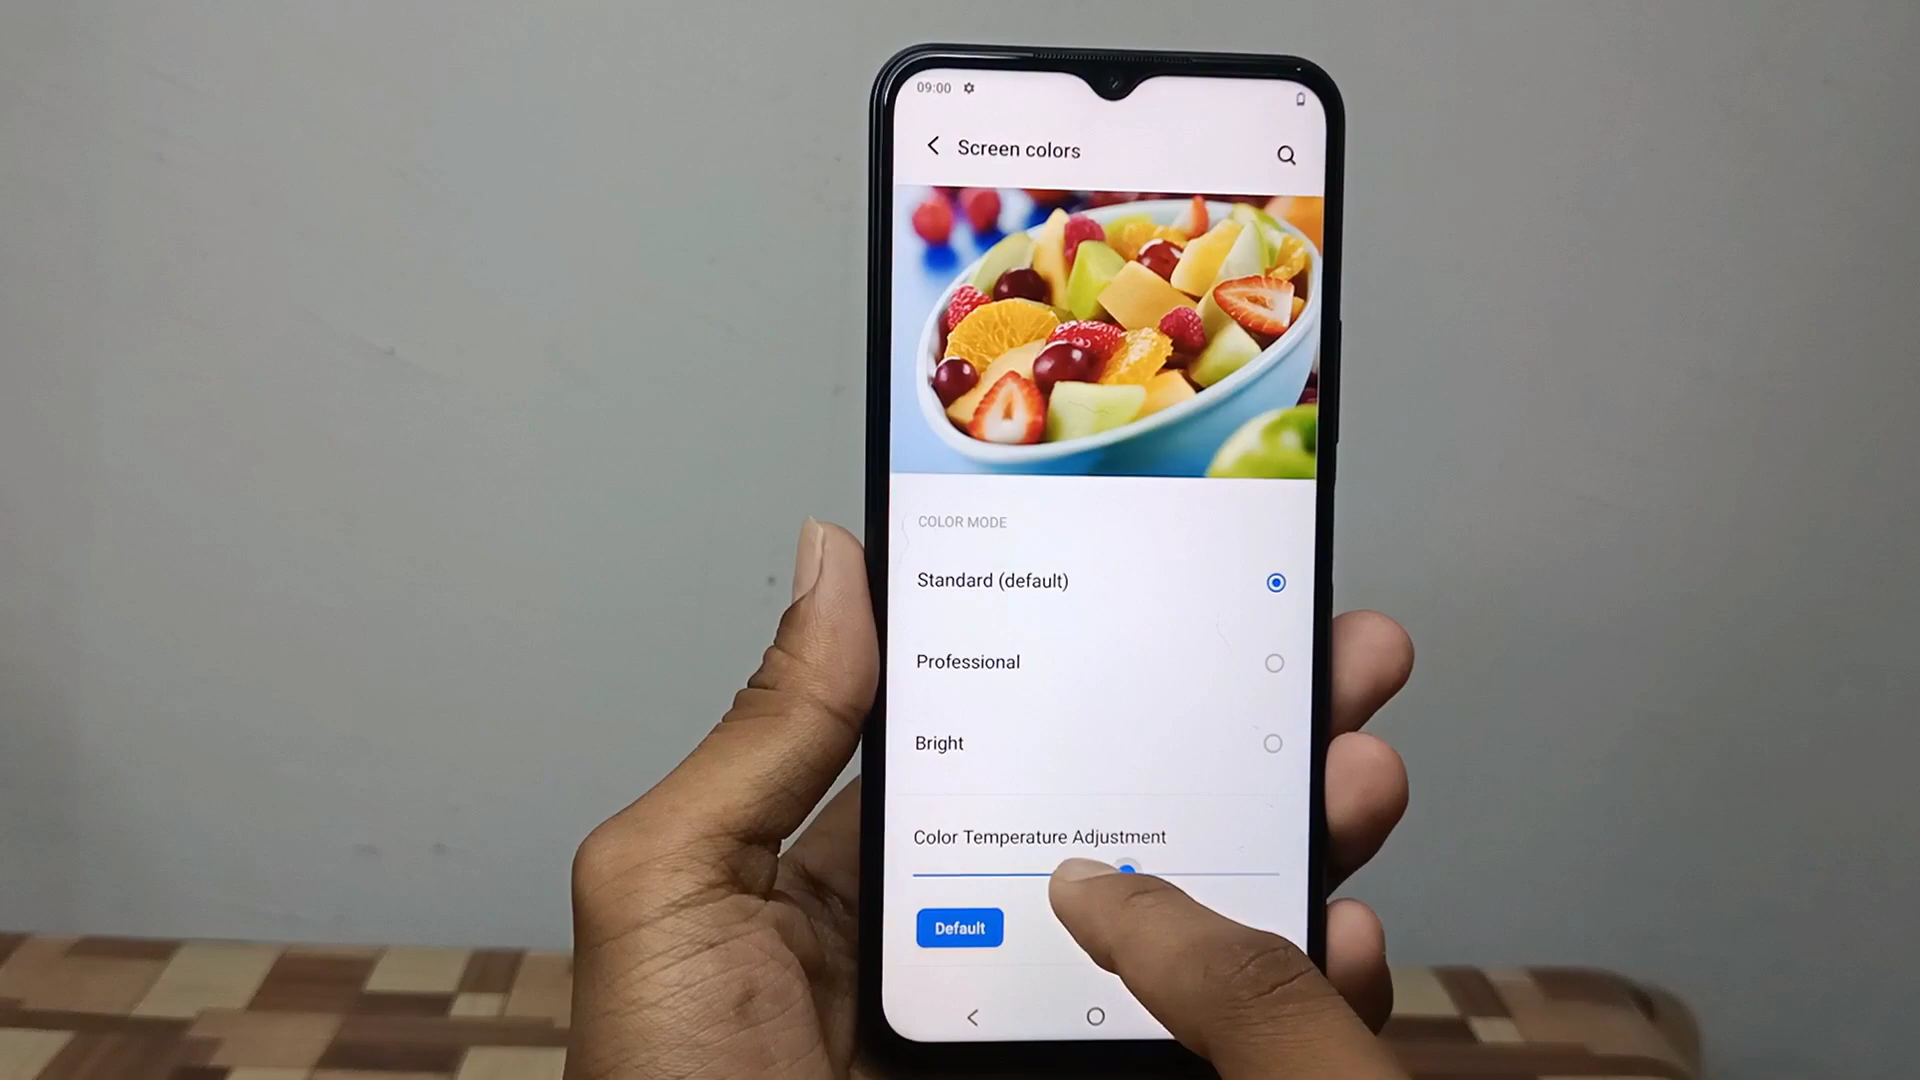 09:00
Screen colors
COLOR MODE
Standard (default)
Professional
Bright
Color Temperature Adjustment
Default